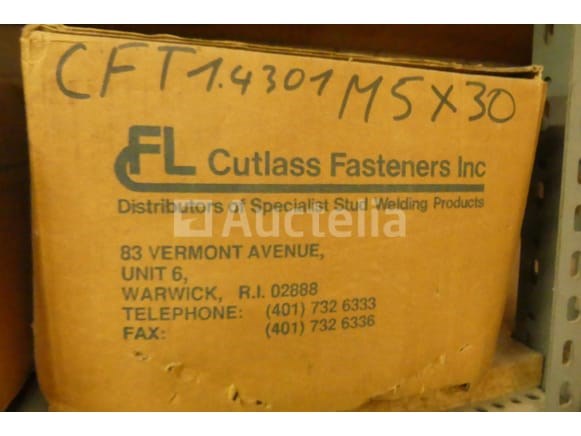 CFT 1.4301 M5X30
CFL Cutlass Fasteners Inc
Distributors of Specialist Stud Welding Products
Auctelia
83 VERMONT AVENUE,
UNIT 6,
WARWICK, R.I. 02888
TELEPHONE: (401) 732 6333
FAX: (401) 732 6336